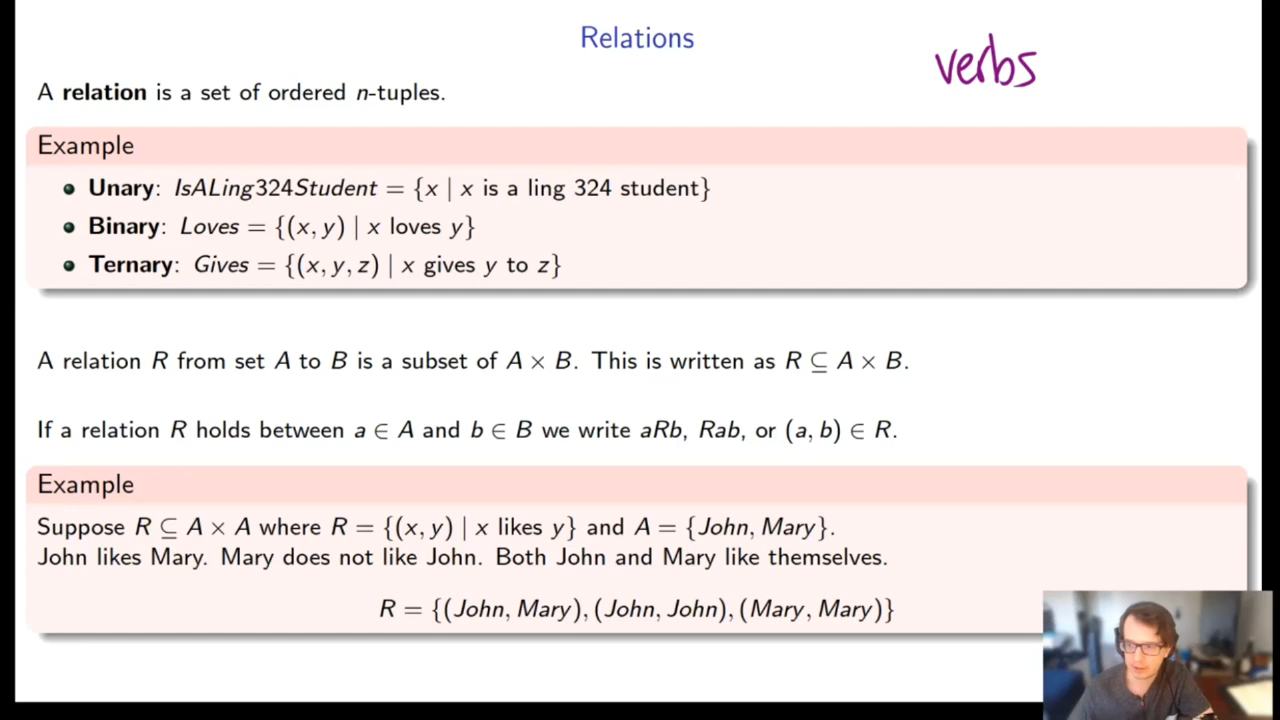 Relations
verbs
A relation is a set of ordered n-tuples.
Example
• Unary: IsALing324Student = {x | x is a ling 324 student}
• Binary: Loves = {(x, y) | x loves y}
• Ternary: Gives = {(x, y, z) | x gives y to z}
A relation R from set A to B is a subset of A × B. This is written as R ⊆ A × B.
If a relation R holds between a ∈ A and b ∈ B we write aRb, Rab, or (a, b) ∈ R.
Example
Suppose R ⊆ A × A where R = {(x, y) | x likes y} and A = {John, Mary}.
John likes Mary. Mary does not like John. Both John and Mary like themselves.
R = {(John, Mary), (John, John), (Mary, Mary)}